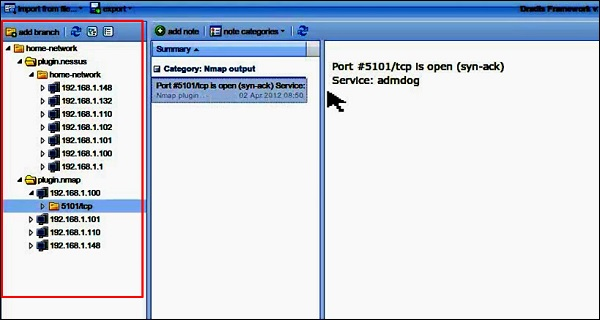 import from file... export
Dradis Framework
add branch
add note note categories
Summary
home-network
plugin.nessus
home-network
192.168.1.148
192.168.1.132
192.168.1.110
192.168.1.102
192.168.1.101
192.168.1.100
192.168.1.1
plugin.nmap
192.168.1.100
5101/tcp
192.168.1.101
192.168.1.110
192.168.1.148
Category: Nmap output
Port #5101/tcp is open (syn-ack) Service:
Nmap plugin... 02 Apr 2012 08:50
Port #5101/tcp is open (syn-ack)
Service: admdog